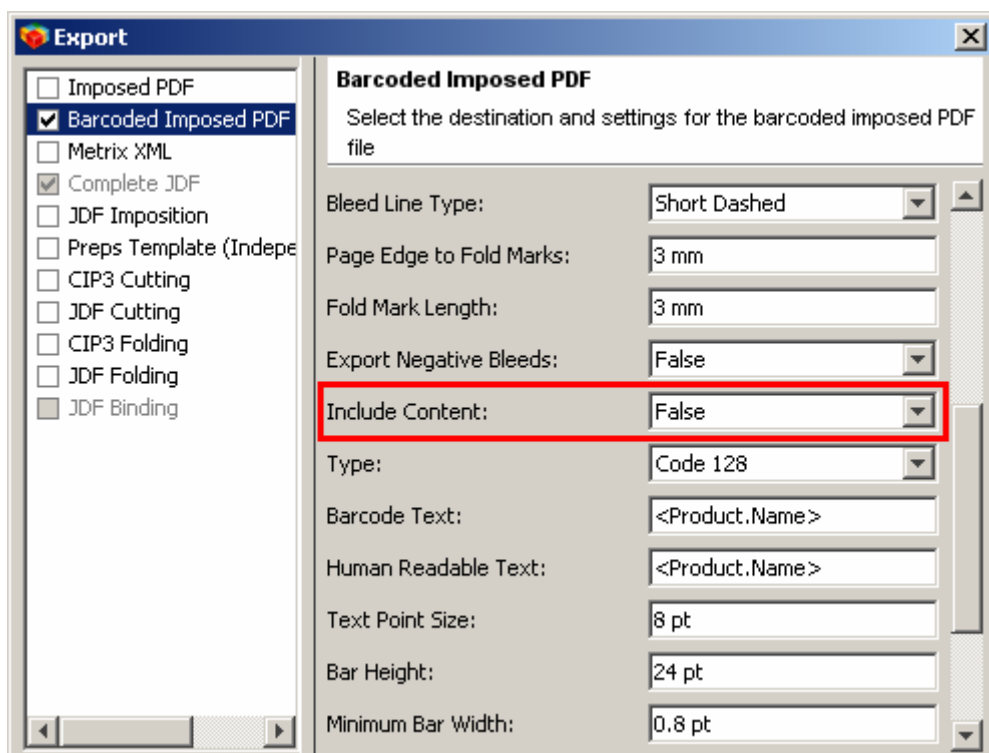 Export
Imposed PDF
Barcoded Imposed PDF
Metrix XML
Complete JDF
JDF Imposition
Preps Template (Indepe
CIP3 Cutting
JDF Cutting
CIP3 Folding
JDF Folding
JDF Binding
Barcoded Imposed PDF
Select the destination and settings for the barcoded imposed PDF
file
Bleed Line Type: Short Dashed
Page Edge to Fold Marks: 3 mm
Fold Mark Length: 3 mm
Export Negative Bleeds: False
Include Content: False
Type: Code 128
Barcode Text: <Product.Name>
Human Readable Text: <Product.Name>
Text Point Size: 8 pt
Bar Height: 24 pt
Minimum Bar Width: 0.8 pt